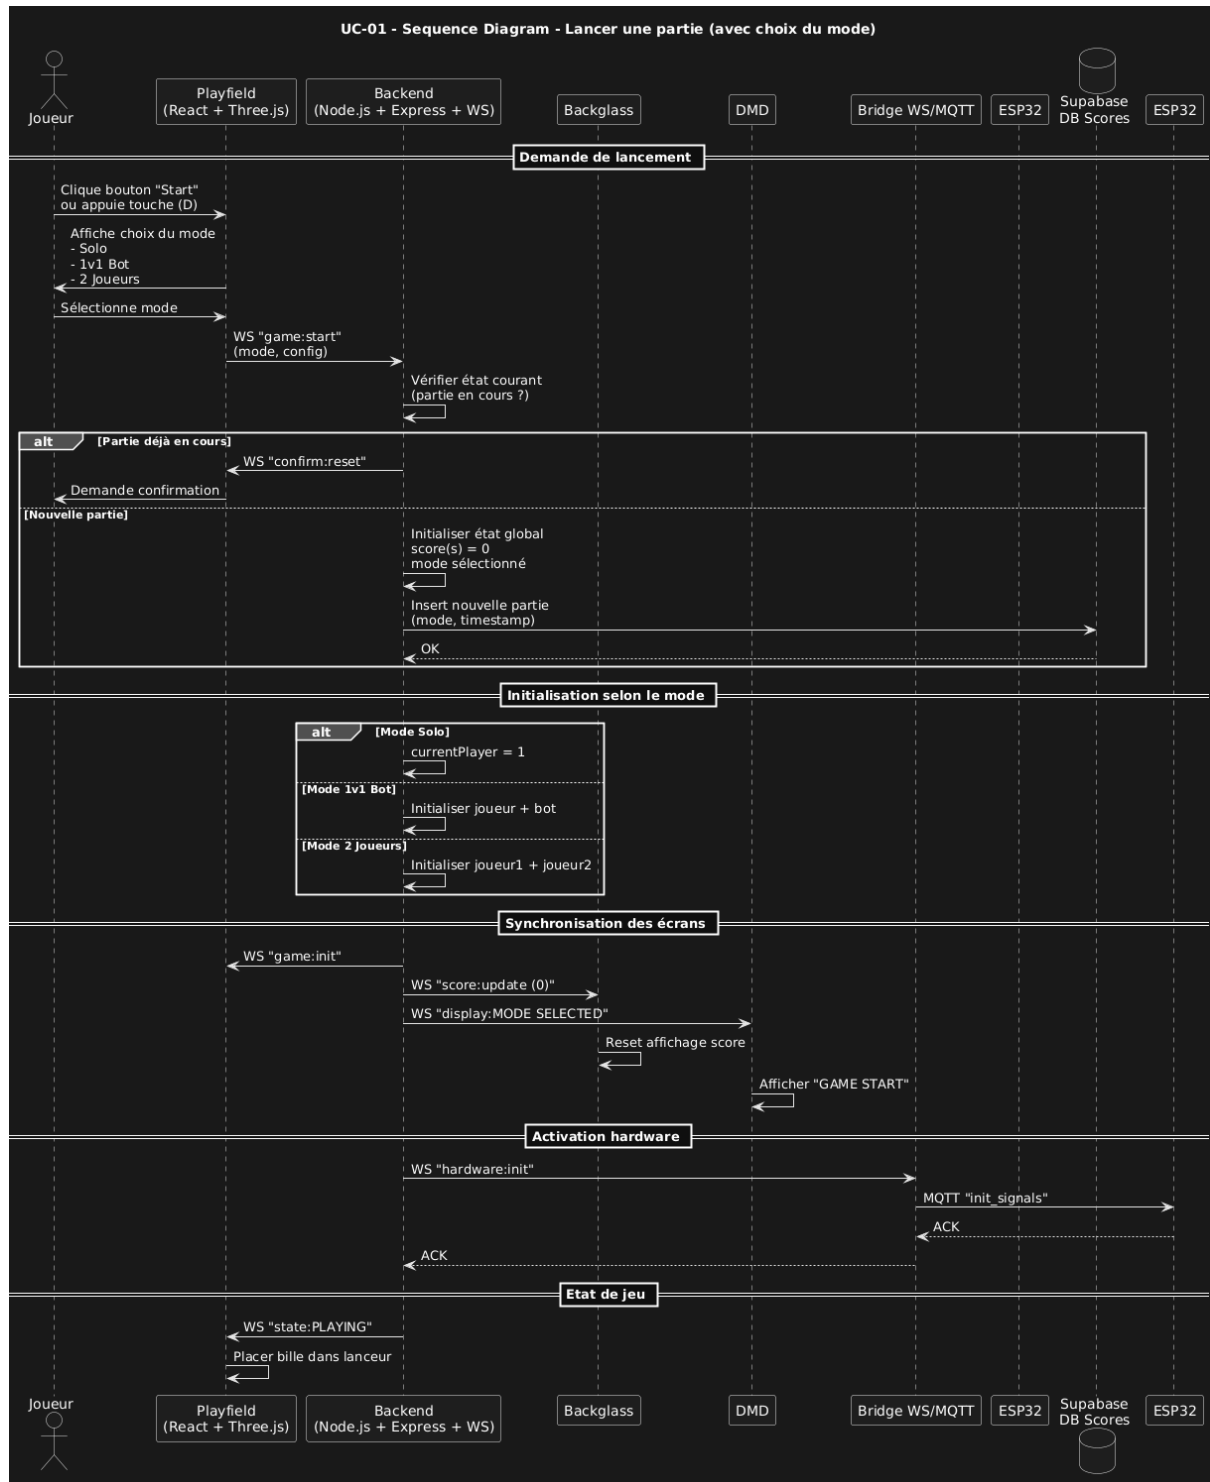 UC-01 - Sequence Diagram - Lancer une partie (avec choix du mode)
Joueur
Playfield
(React + Three.js)
Backend
(Node.js + Express + WS)
Backglass
DMD
Bridge WS/MQTT
ESP32
Supabase
DB Scores
ESP32
Demande de lancement
Clique bouton "Start"
ou appuie touche (D)
Affiche choix du mode
- Solo
- 1v1 Bot
- 2 Joueurs
Sélectionne mode
WS "game:start"
(mode, config)
Vérifier état courant
(partie en cours ?)
alt [Partie déjà en cours]
WS "confirm:reset"
Demande confirmation
[Nouvelle partie]
Initialiser état global
score(s) = 0
mode sélectionné
Insert nouvelle partie
(mode, timestamp)
OK
Initialisation selon le mode
alt [Mode Solo]
currentPlayer = 1
[Mode 1v1 Bot]
Initialiser joueur + bot
[Mode 2 Joueurs]
Initialiser joueur1 + joueur2
Synchronisation des écrans
WS "game:init"
WS "score:update (0)"
WS "display:MODE SELECTED"
Reset affichage score
Afficher "GAME START"
Activation hardware
WS "hardware:init"
MQTT "init_signals"
ACK
ACK
Etat de jeu
WS "state:PLAYING"
Placer bille dans lanceur
Joueur
Playfield
(React + Three.js)
Backend
(Node.js + Express + WS)
Backglass
DMD
Bridge WS/MQTT
ESP32
Supabase
DB Scores
ESP32